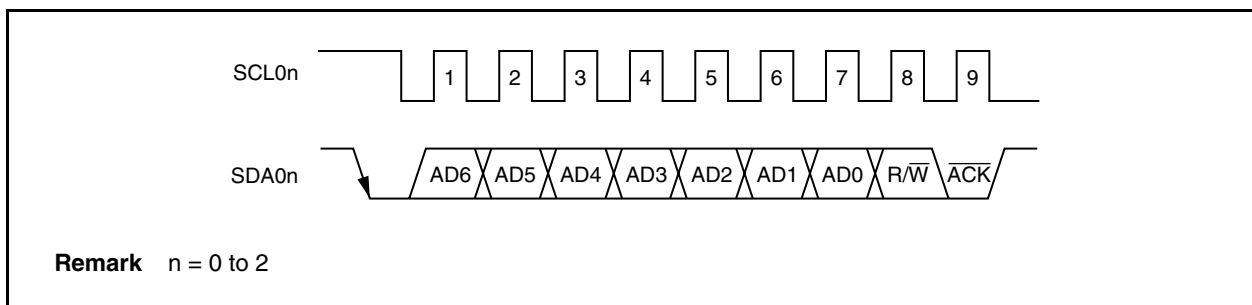 SCL0n 1 2 3 4 5 6 7 8 9
SDA0n AD6 AD5 AD4 AD3 AD2 AD1 AD0 R/W̅ A̅C̅K̅
Remark n = 0 to 2